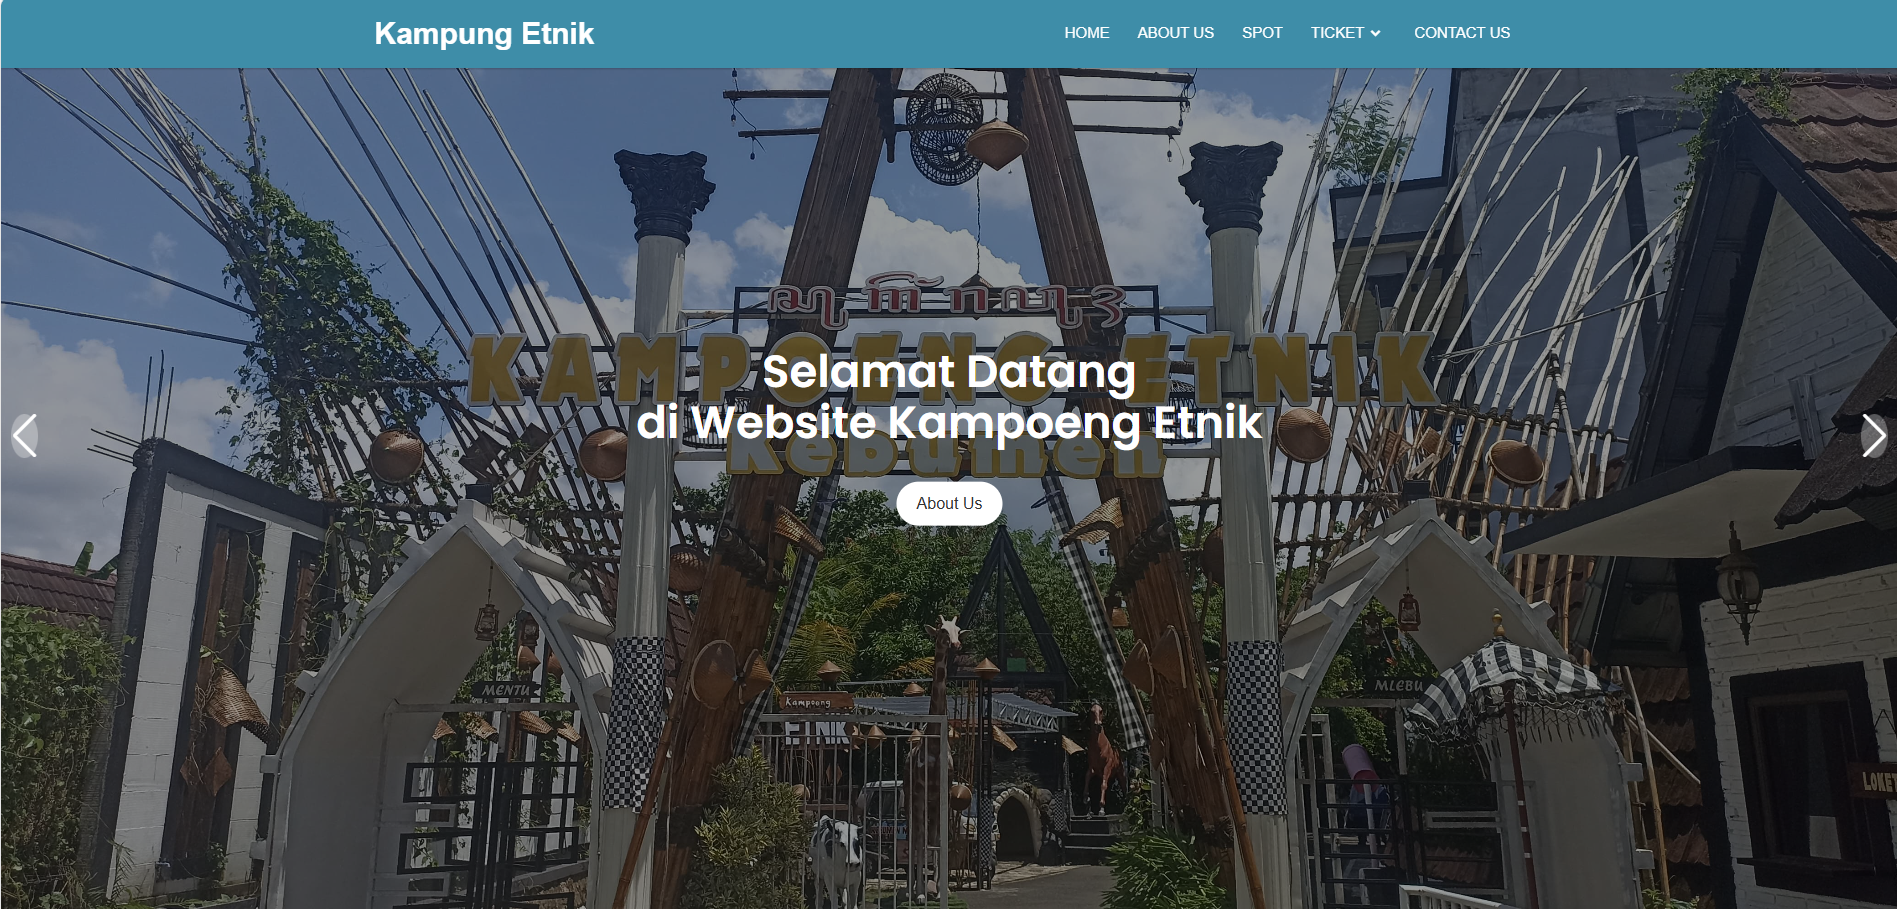 Kampung Etnik
HOME ABOUT US SPOT TICKET CONTACT US
KAMPOENG ETNIK
Selamat Datang
di Website Kampoeng Etnik
Kebumen
About Us
MENTU
MLEBU
Kampoeng
ETNIK
LOKET